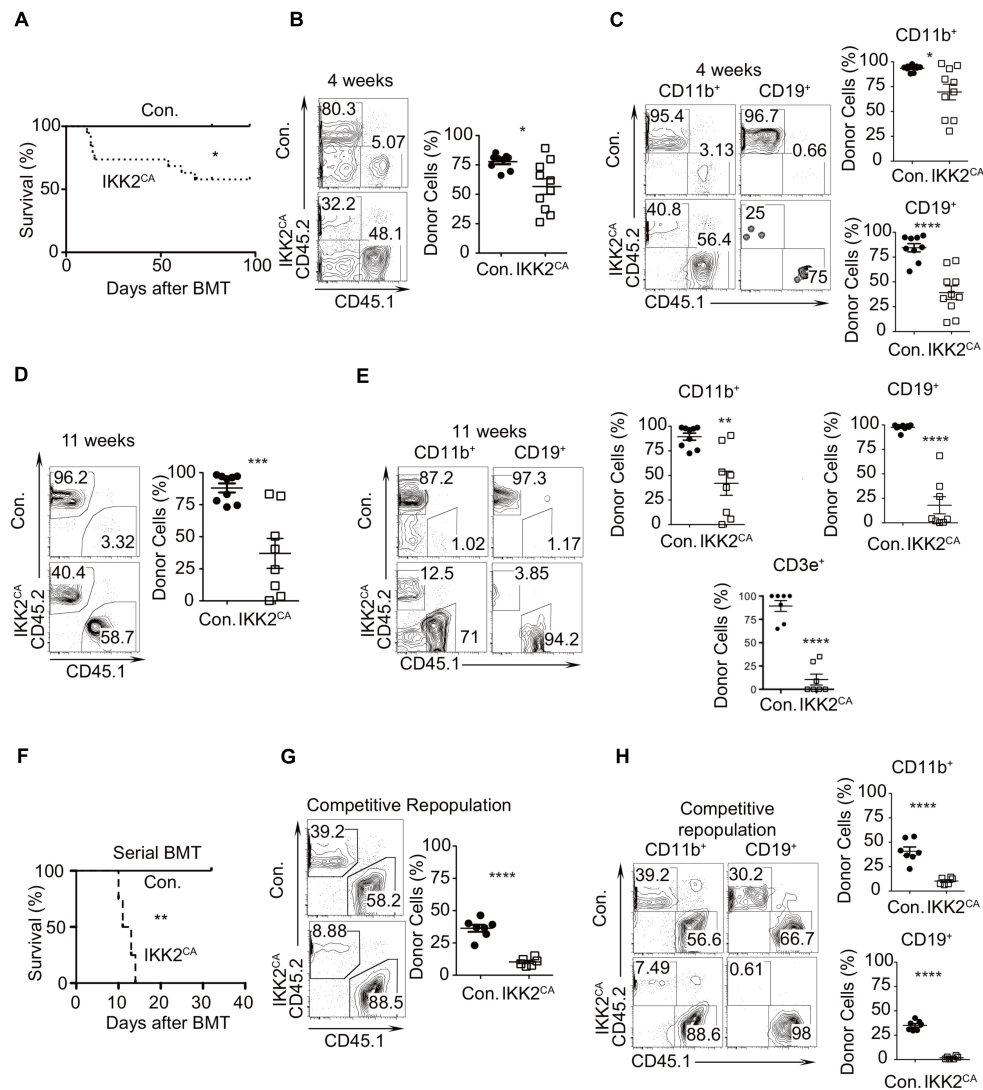 A
Con.
100
50
0
Survival (%)
*
IKK2CA
0 50 100
Days after BMT
B
4 weeks
Con.
80.3
5.07
IKK2CA
CD45.2
32.2
48.1
CD45.1
Donor Cells (%)
100
75
50
25
0
*
Con. IKK2CA
C
4 weeks
CD11b+ CD19+
Con.
95.4
3.13
96.7
0.66
IKK2CA
CD45.2
40.8
56.4
25
75
CD45.1
CD11b+
Donor Cells (%)
100
75
50
25
0
*
Con. IKK2CA
CD19+
****
Donor Cells (%)
100
75
50
25
0
Con. IKK2CA
D
11 weeks
Con.
96.2
3.32
IKK2CA
CD45.2
40.4
58.7
CD45.1
Donor Cells (%)
100
75
50
25
0
***
Con. IKK2CA
E
11 weeks
CD11b+ CD19+
Con.
87.2
1.02
97.3
1.17
IKK2CA
CD45.2
12.5
71
3.85
94.2
CD45.1
CD11b+
Donor Cells (%)
100
75
50
25
0
**
Con. IKK2CA
CD19+
Donor Cells (%)
100
75
50
25
0
****
Con. IKK2CA
CD3e+
Donor Cells (%)
100
75
50
25
0
****
Con. IKK2CA
F
Serial BMT
Con.
100
50
0
Survival (%)
**
IKK2CA
0 10 20 30 40
Days after BMT
G
Competitive Repopulation
Con.
39.2
58.2
IKK2CA
CD45.2
8.88
88.5
CD45.1
Donor Cells (%)
100
75
50
25
0
****
Con. IKK2CA
H
Competitive
repopulation
CD11b+ CD19+
Con.
39.2
56.6
30.2
66.7
IKK2CA
CD45.2
7.49
88.6
0.61
98
CD45.1
CD11b+
Donor Cells (%)
100
75
50
25
0
****
Con. IKK2CA
CD19+
Donor Cells (%)
100
75
50
25
0
****
Con. IKK2CA